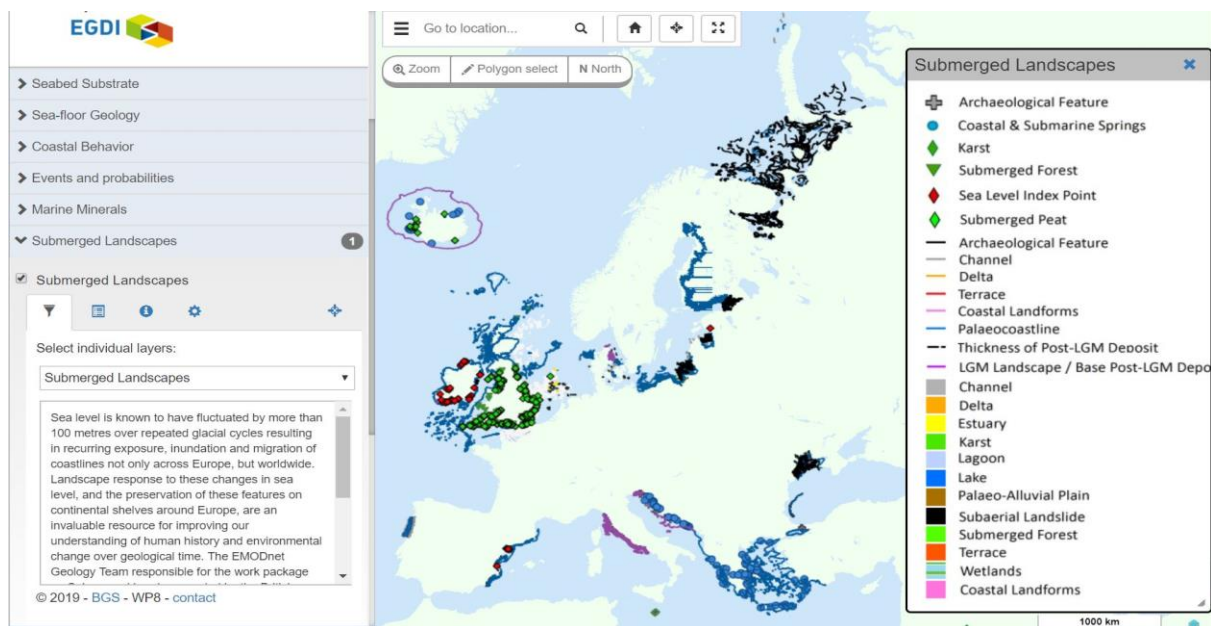 EGDI
Seabed Substrate
Sea-floor Geology
Coastal Behavior
Events and probabilities
Marine Minerals
Submerged Landscapes 1
Submerged Landscapes
Select individual layers:
Submerged Landscapes
Sea level is known to have fluctuated by more than
100 metres over repeated glacial cycles resulting
in recurring exposure, inundation and migration of
coastlines not only across Europe, but worldwide.
Landscape response to these changes in sea
level, and the preservation of these features on
continental shelves around Europe, are an
invaluable resource for improving our
understanding of human history and environmental
change over geological time. The EMODnet
Geology Team responsible for the work package
© 2019 - BGS - WP8 - contact
Go to location...
Zoom
Polygon select
N North
Submerged Landscapes
Archaeological Feature
Coastal & Submarine Springs
Karst
Submerged Forest
Sea Level Index Point
Submerged Peat
Archaeological Feature
Channel
Delta
Terrace
Coastal Landforms
Palaeocoastline
Thickness of Post-LGM Deposit
LGM Landscape / Base Post-LGM Depo
Channel
Delta
Estuary
Karst
Lagoon
Lake
Palaeo-Alluvial Plain
Subaerial Landslide
Submerged Forest
Terrace
Wetlands
Coastal Landforms
1000 km